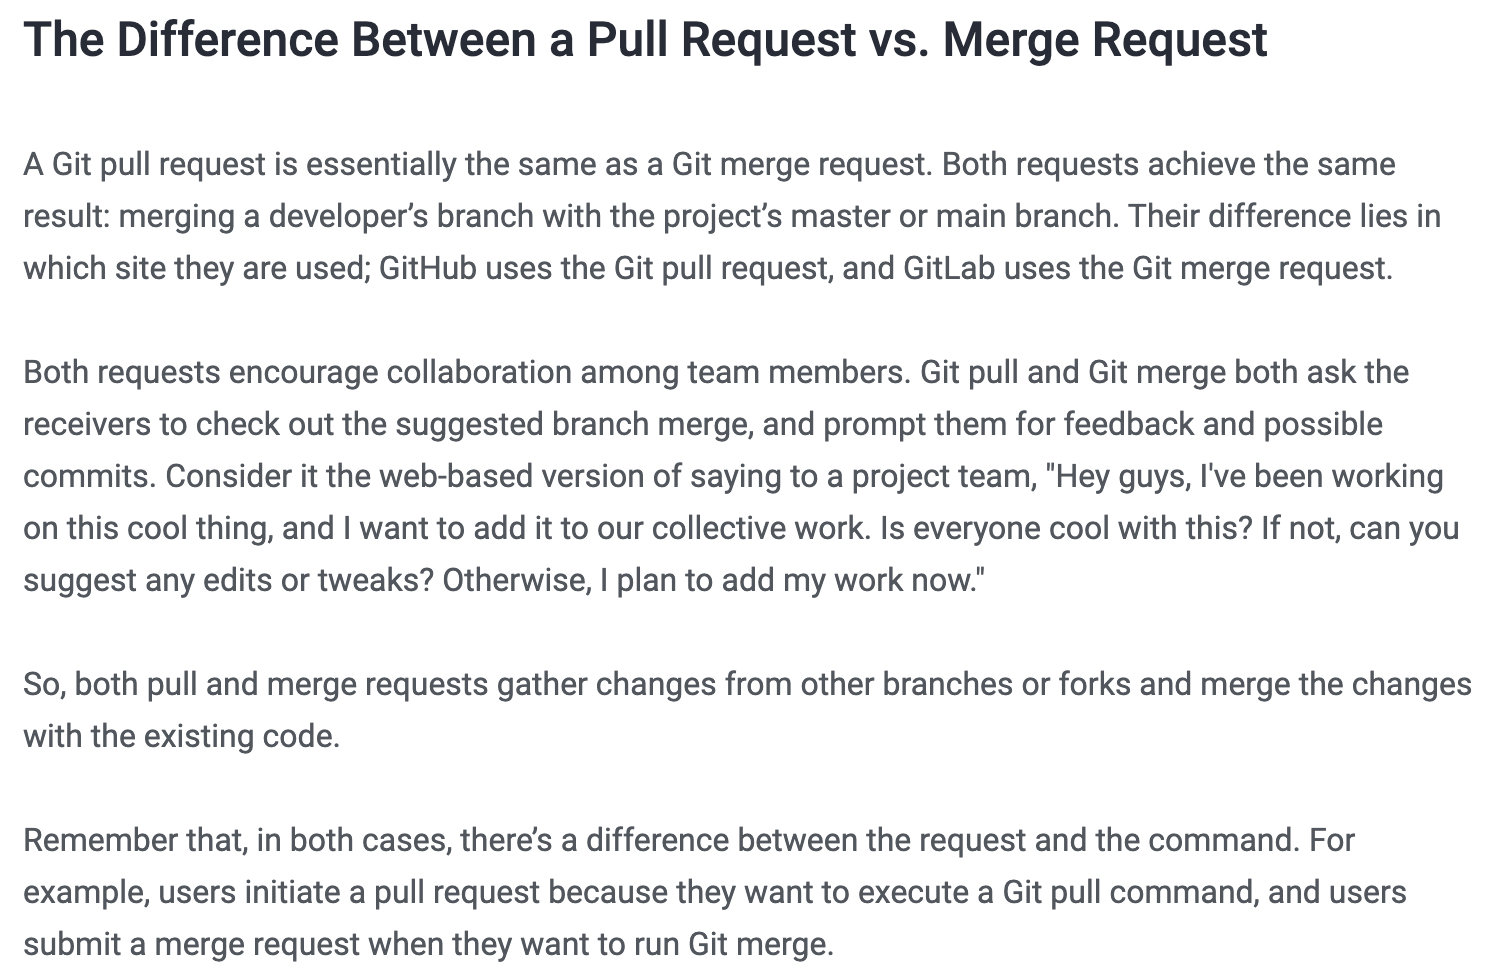 The Difference Between a Pull Request vs. Merge Request
A Git pull request is essentially the same as a Git merge request. Both requests achieve the same
result: merging a developer’s branch with the project’s master or main branch. Their difference lies in
which site they are used; GitHub uses the Git pull request, and GitLab uses the Git merge request.
Both requests encourage collaboration among team members. Git pull and Git merge both ask the
receivers to check out the suggested branch merge, and prompt them for feedback and possible
commits. Consider it the web-based version of saying to a project team, "Hey guys, I've been working
on this cool thing, and I want to add it to our collective work. Is everyone cool with this? If not, can you
suggest any edits or tweaks? Otherwise, I plan to add my work now."
So, both pull and merge requests gather changes from other branches or forks and merge the changes
with the existing code.
Remember that, in both cases, there’s a difference between the request and the command. For
example, users initiate a pull request because they want to execute a Git pull command, and users
submit a merge request when they want to run Git merge.